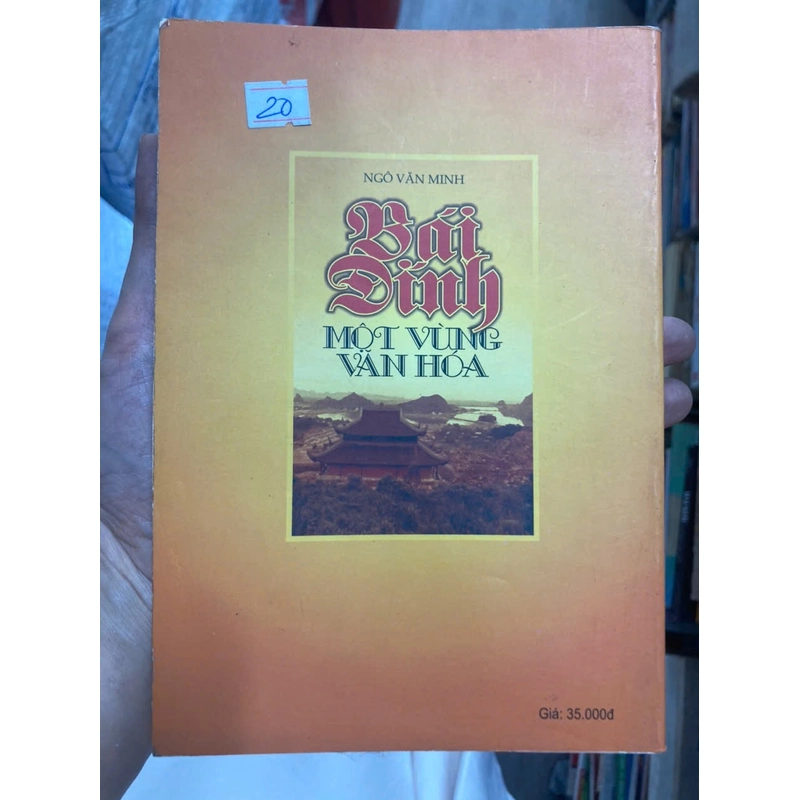 20
NGÔ VĂN MINH
Bái
Đính
MỘT VÙNG
VĂN HÓA
Giá: 35.000đ